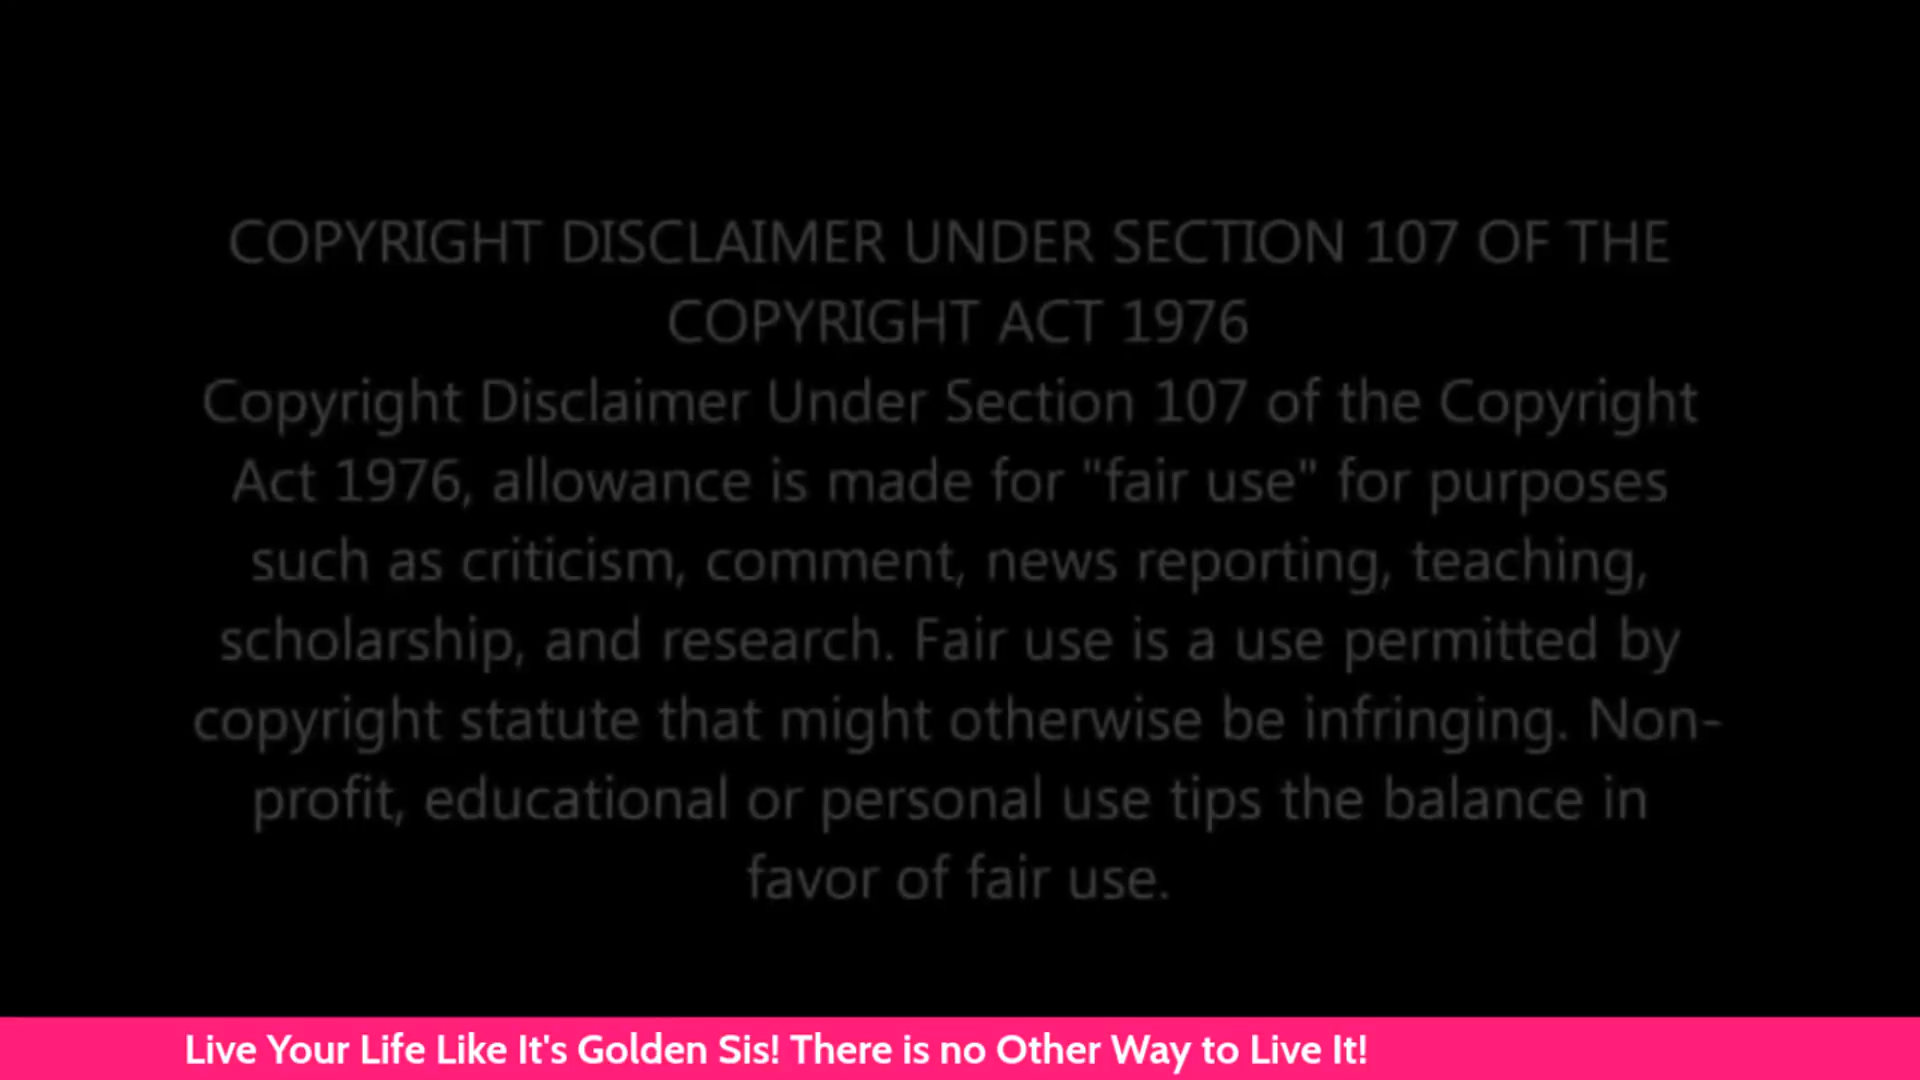 COPYRIGHT DISCLAIMER UNDER SECTION 107 OF THE
COPYRIGHT ACT 1976
Copyright Disclaimer Under Section 107 of the Copyright
Act 1976, allowance is made for "fair use" for purposes
such as criticism, comment, news reporting, teaching,
scholarship, and research. Fair use is a use permitted by
copyright statute that might otherwise be infringing. Non-
profit, educational or personal use tips the balance in
favor of fair use.
Live Your Life Like It's Golden Sis! There is no Other Way to Live It!